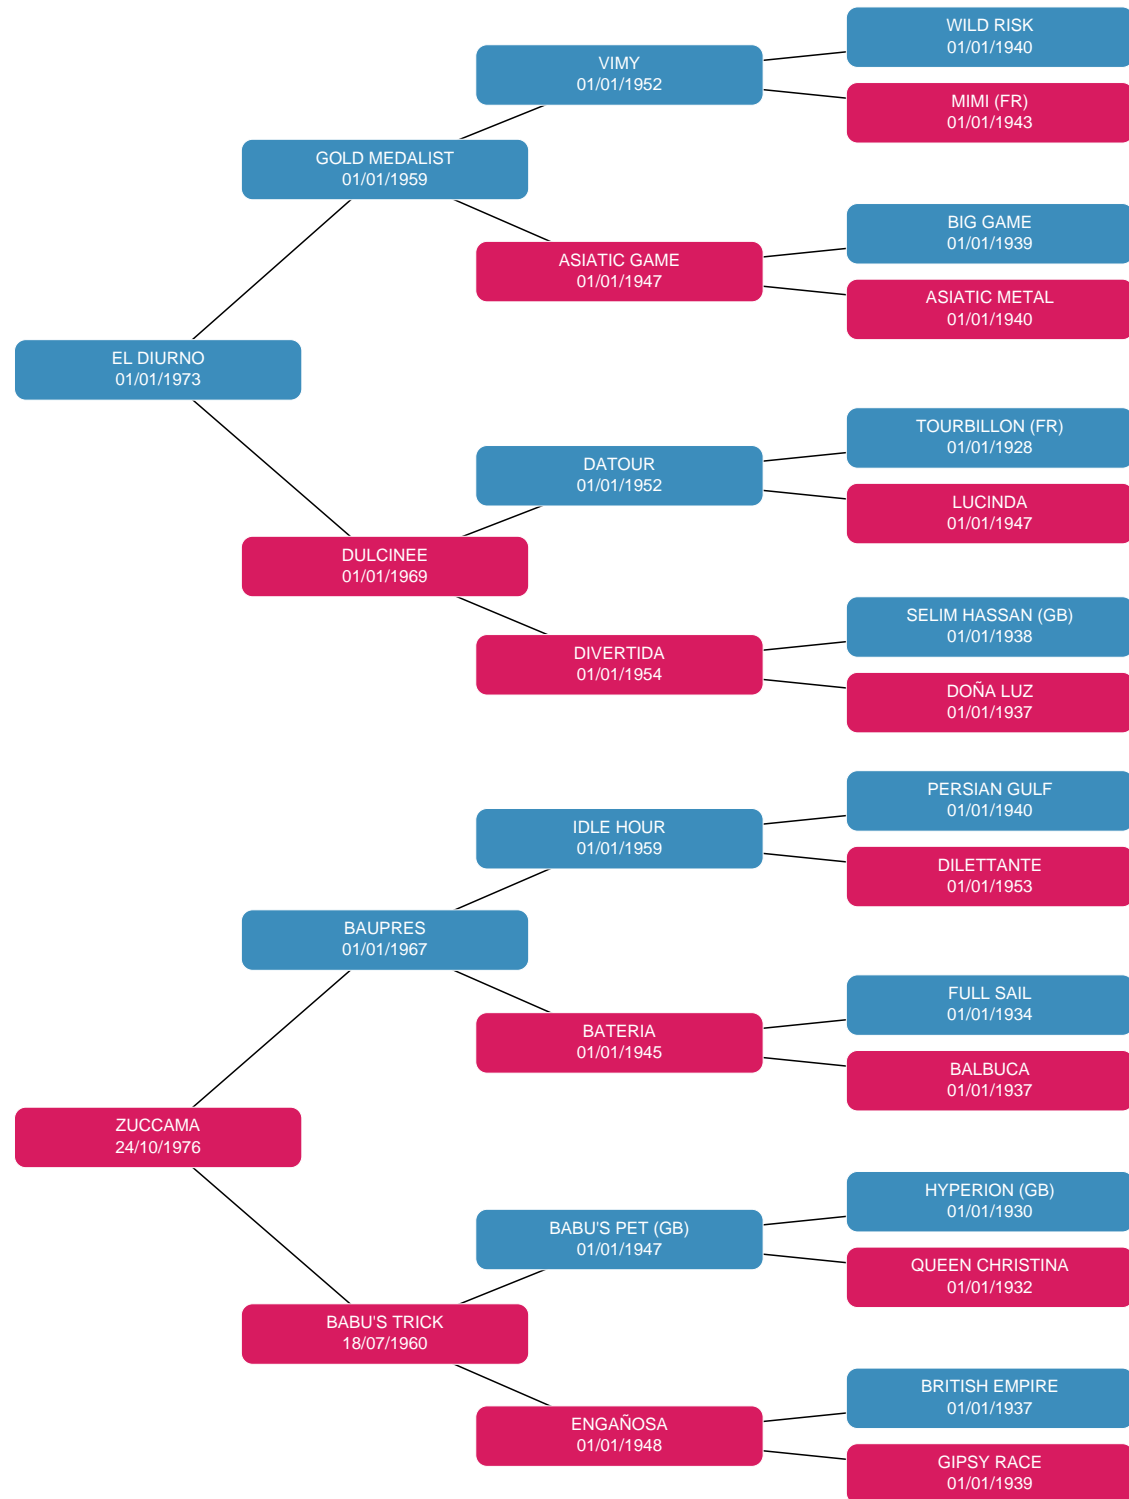 WILD RISK
01/01/1940
VIMY
01/01/1952
MIMI (FR)
01/01/1943
GOLD MEDALIST
01/01/1959
BIG GAME
01/01/1939
ASIATIC GAME
01/01/1947
ASIATIC METAL
01/01/1940
EL DIURNO
01/01/1973
TOURBILLON (FR)
01/01/1928
DATOUR
01/01/1952
LUCINDA
01/01/1947
DULCINEE
01/01/1969
SELIM HASSAN (GB)
01/01/1938
DIVERTIDA
01/01/1954
DOÑA LUZ
01/01/1937
PERSIAN GULF
01/01/1940
IDLE HOUR
01/01/1959
DILETTANTE
01/01/1953
BAUPRES
01/01/1967
FULL SAIL
01/01/1934
BATERIA
01/01/1945
BALBUCA
01/01/1937
ZUCCAMA
24/10/1976
HYPERION (GB)
01/01/1930
BABU'S PET (GB)
01/01/1947
QUEEN CHRISTINA
01/01/1932
BABU'S TRICK
18/07/1960
BRITISH EMPIRE
01/01/1937
ENGAÑOSA
01/01/1948
GIPSY RACE
01/01/1939